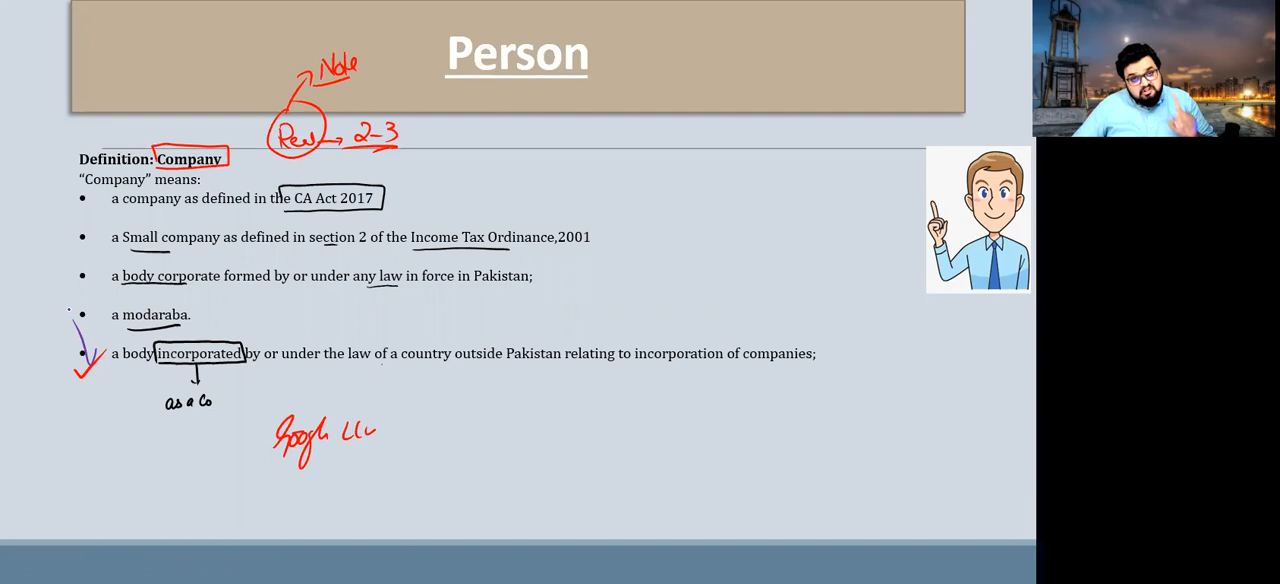 Person
Note
2-3
Definition: Company
“Company” means:
• a company as defined in the CA Act 2017
• a Small company as defined in section 2 of the Income Tax Ordinance,2001
• a body corporate formed by or under any law in force in Pakistan;
• a modaraba.
• a body incorporated by or under the law of a country outside Pakistan relating to incorporation of companies;
as a Co